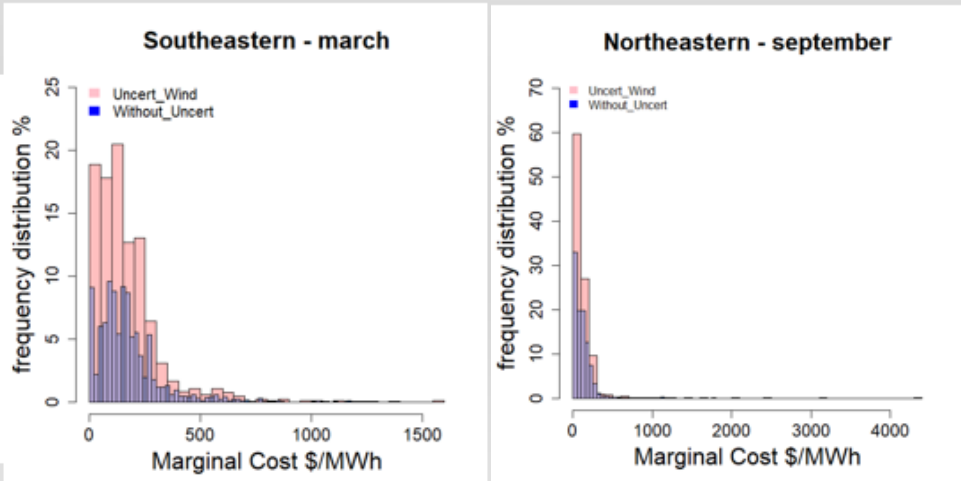 Southeastern - march
Uncert_Wind
Without_Uncert
frequency distribution %
25
20
15
10
5
0
0 500 1000 1500
Marginal Cost $/MWh
Northeastern - september
Uncert_Wind
Without_Uncert
frequency distribution %
70
60
50
40
30
20
10
0
0 1000 2000 3000 4000
Marginal Cost $/MWh